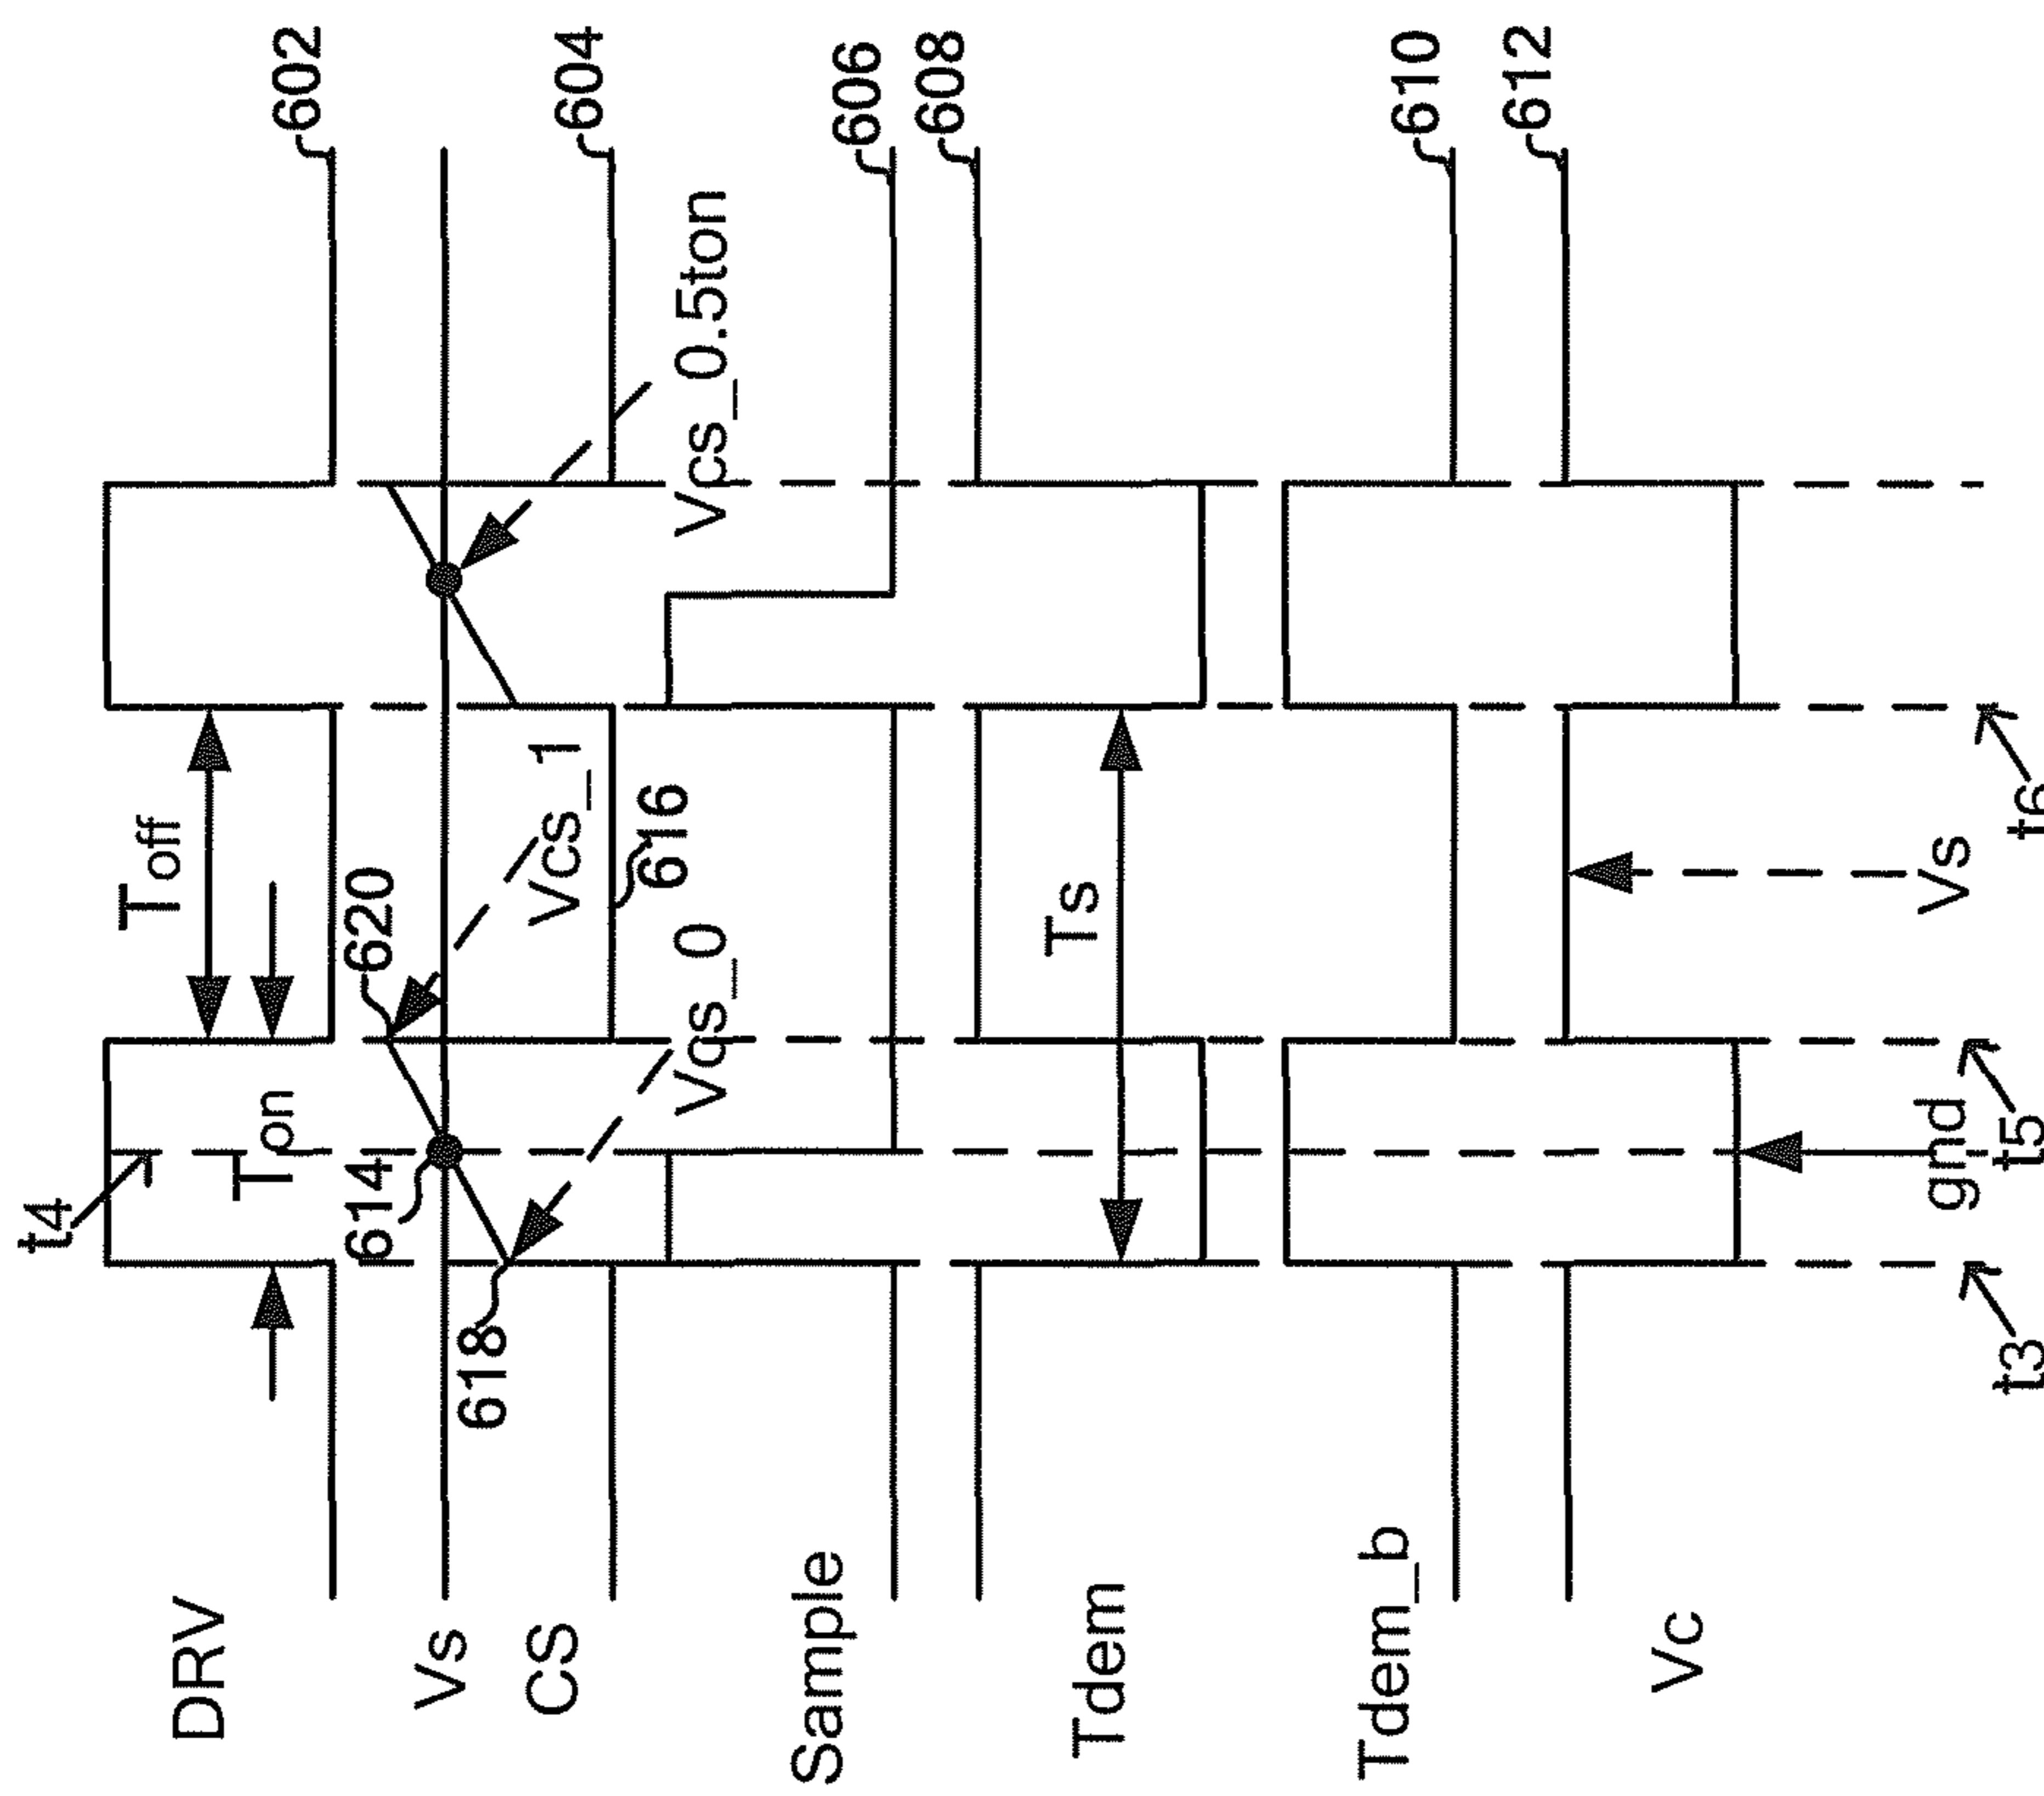 DRV
602
Toff
Ton
t4
Vs
620
614
618
Vcs_1
CS
604
616
Vcs_0
Vcs_0.5ton
Sample
606
608
Tdem
Ts
Tdem_b
610
612
Vc
Vs
gnd
t3
t5
t6